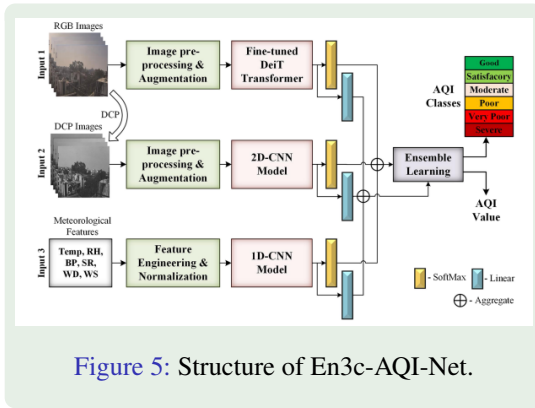 RGB Images
Input 1
Image pre-
processing &
Augmentation
Fine-tuned
DeiT
Transformer
DCP
DCP Images
Input 2
Image pre-
processing &
Augmentation
2D-CNN
Model
Ensemble
Learning
AQI
Classes
Good
Satisfacory
Moderate
Poor
Very Poor
Severe
AQI
Value
Meteorological
Features
Input 3
Temp, RH,
BP, SR,
WD, WS
Feature
Engineering &
Normalization
1D-CNN
Model
- SoftMax
- Linear
- Aggregate
Figure 5: Structure of En3c-AQI-Net.